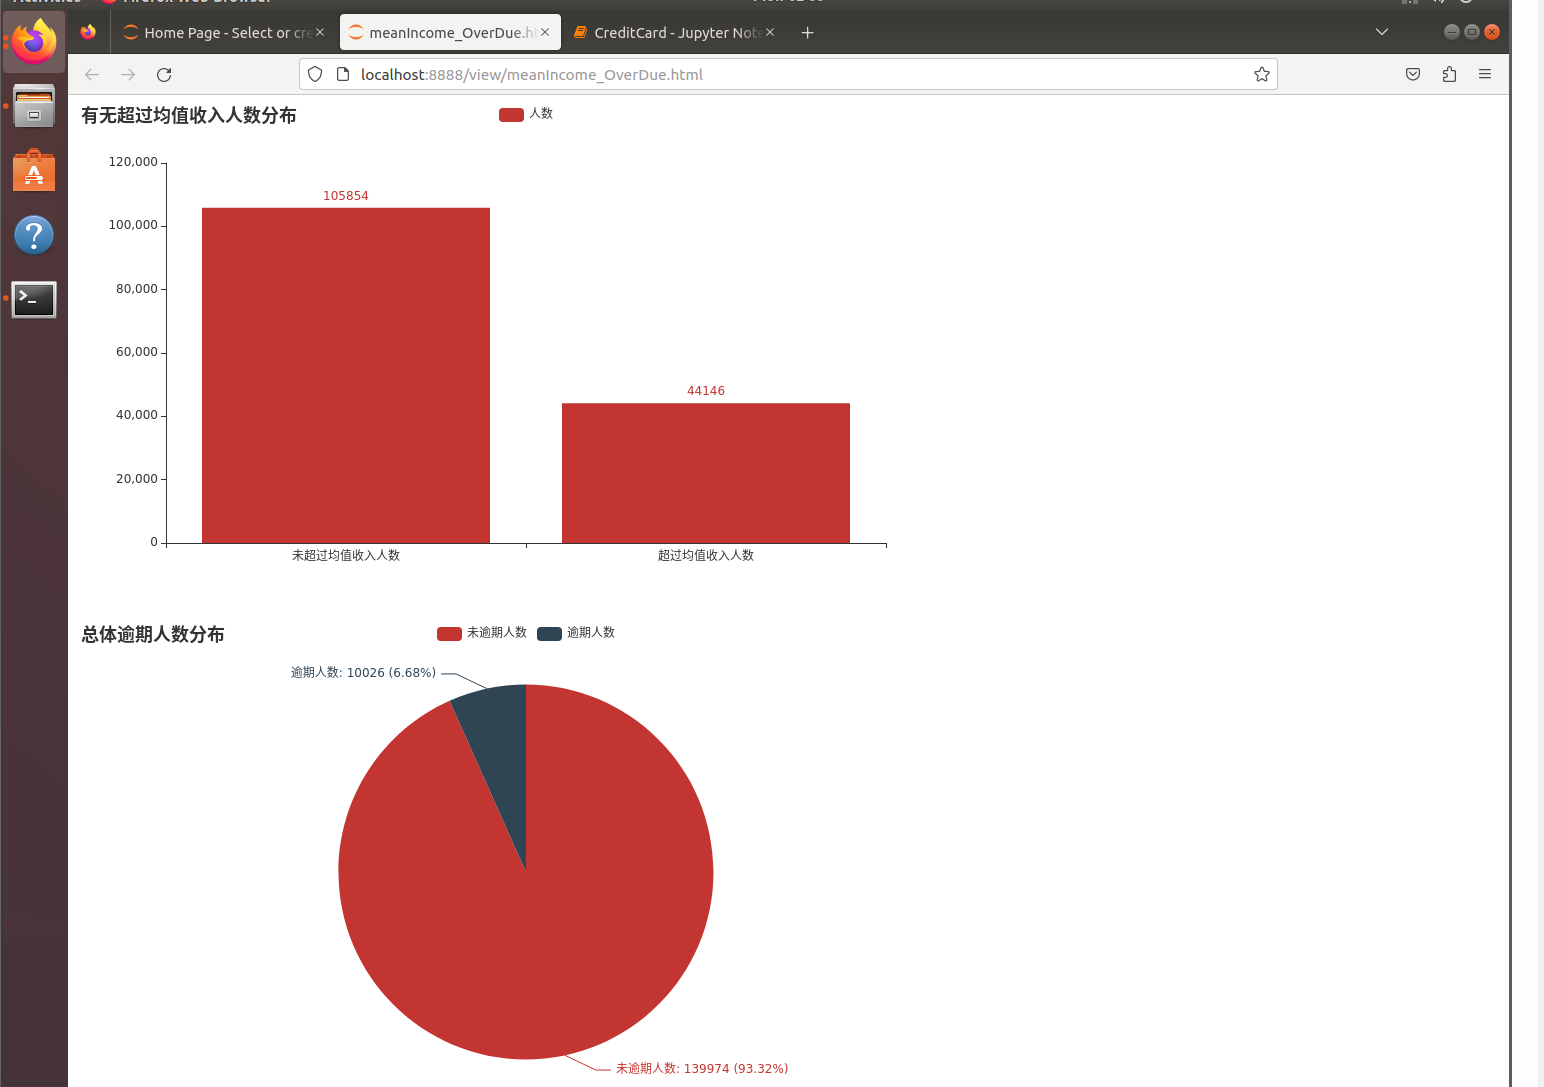 Activities Firefox Web Browser
Home Page - Select or cre
meanIncome_OverDue.h
CreditCard - Jupyter Note
localhost:8888/view/meanIncome_OverDue.html
有无超过均值收入人数分布
人数
120,000
105854
100,000
80,000
60,000
44146
40,000
20,000
0
未超过均值收入人数 超过均值收入人数
总体逾期人数分布
未逾期人数 逾期人数
逾期人数: 10026 (6.68%)
未逾期人数: 139974 (93.32%)